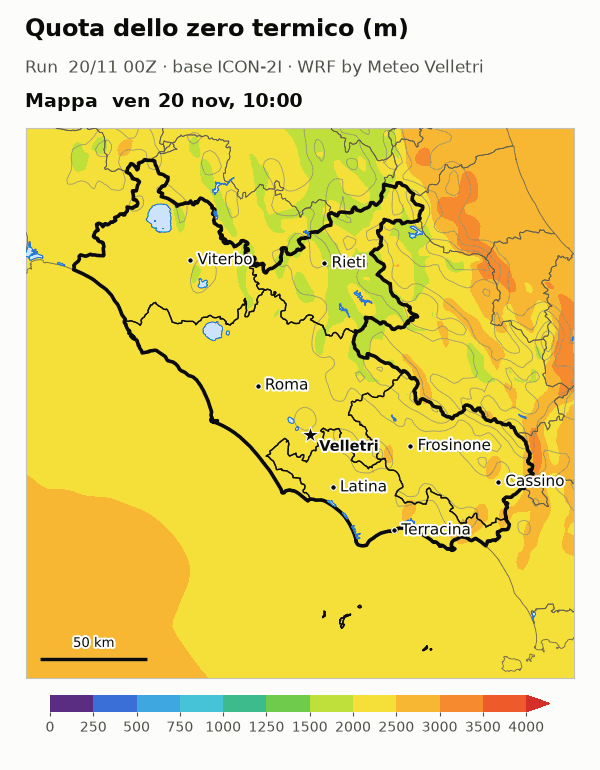 Quota dello zero termico (m)
Run  20/11 00Z · base ICON-2I · WRF by Meteo Velletri
Mappa  ven 20 nov, 10:00
Viterbo
Rieti
Roma
Velletri
Frosinone
Cassino
Latina
Terracina
50 km
0 250 500 750 1000 1250 1500 2000 2500 3000 3500 4000